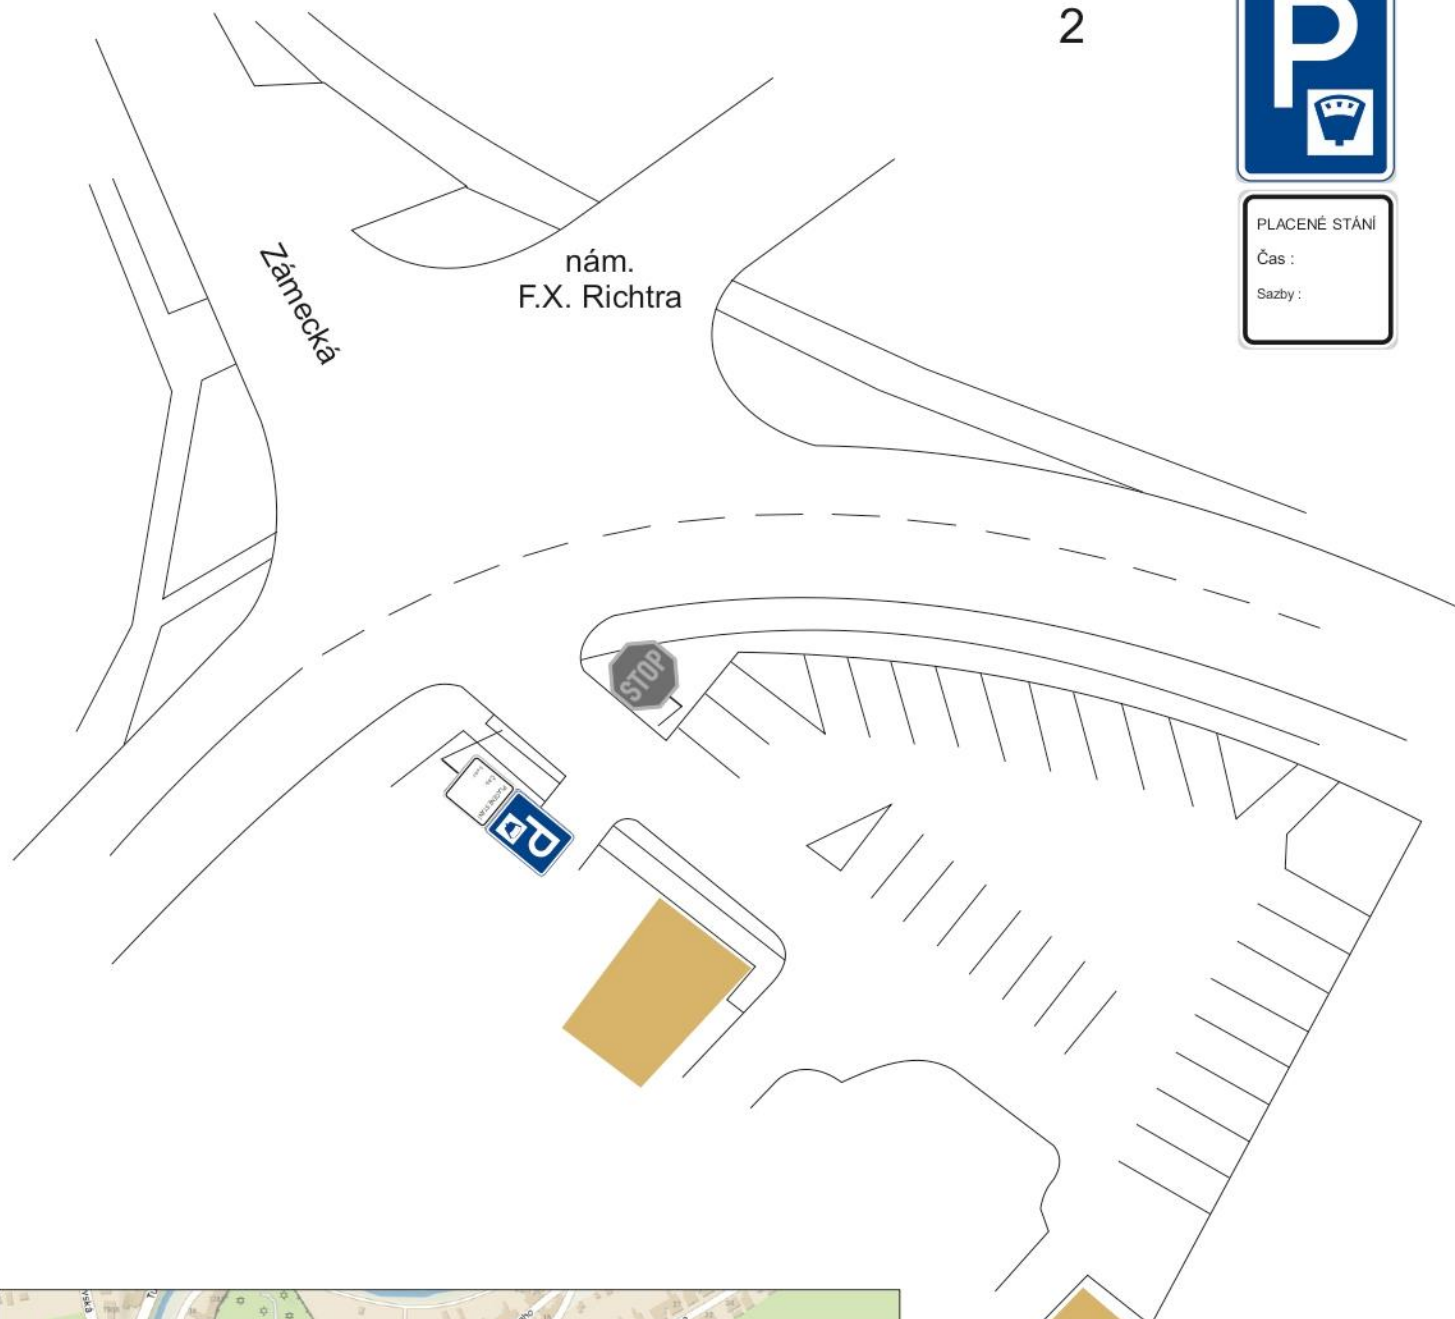 2
P
PLACENÉ STÁNÍ
Čas :
Sazby :
nám.
F.X. Richtra
Zámecká
STOP
P